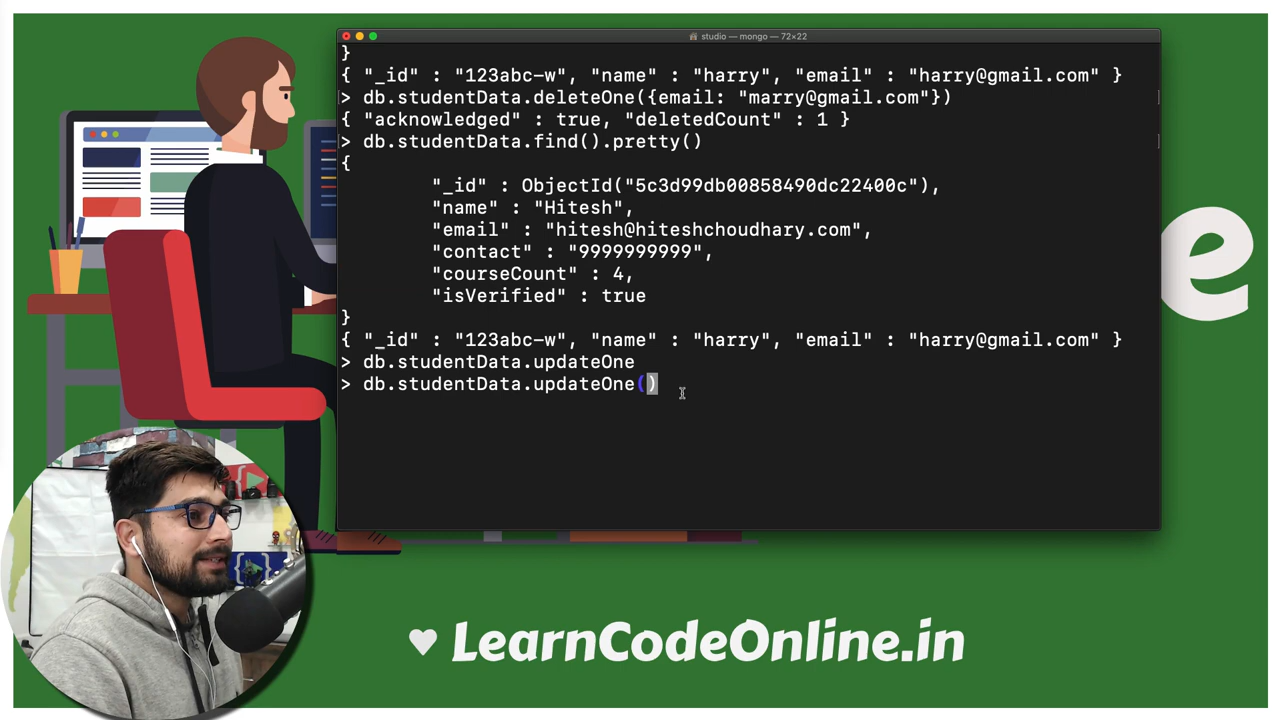 studio — mongo — 72×22
}
{ "_id" : "123abc-w", "name" : "harry", "email" : "harry@gmail.com" }
> db.studentData.deleteOne({email: "marry@gmail.com"})
{ "acknowledged" : true, "deletedCount" : 1 }
> db.studentData.find().pretty()
{
"_id" : ObjectId("5c3d99db00858490dc22400c"),
"name" : "Hitesh",
"email" : "hitesh@hiteshchoudhary.com",
"contact" : "9999999999",
"courseCount" : 4,
"isVerified" : true
}
{ "_id" : "123abc-w", "name" : "harry", "email" : "harry@gmail.com" }
> db.studentData.updateOne
> db.studentData.updateOne()
e
♥ LearnCodeOnline.in